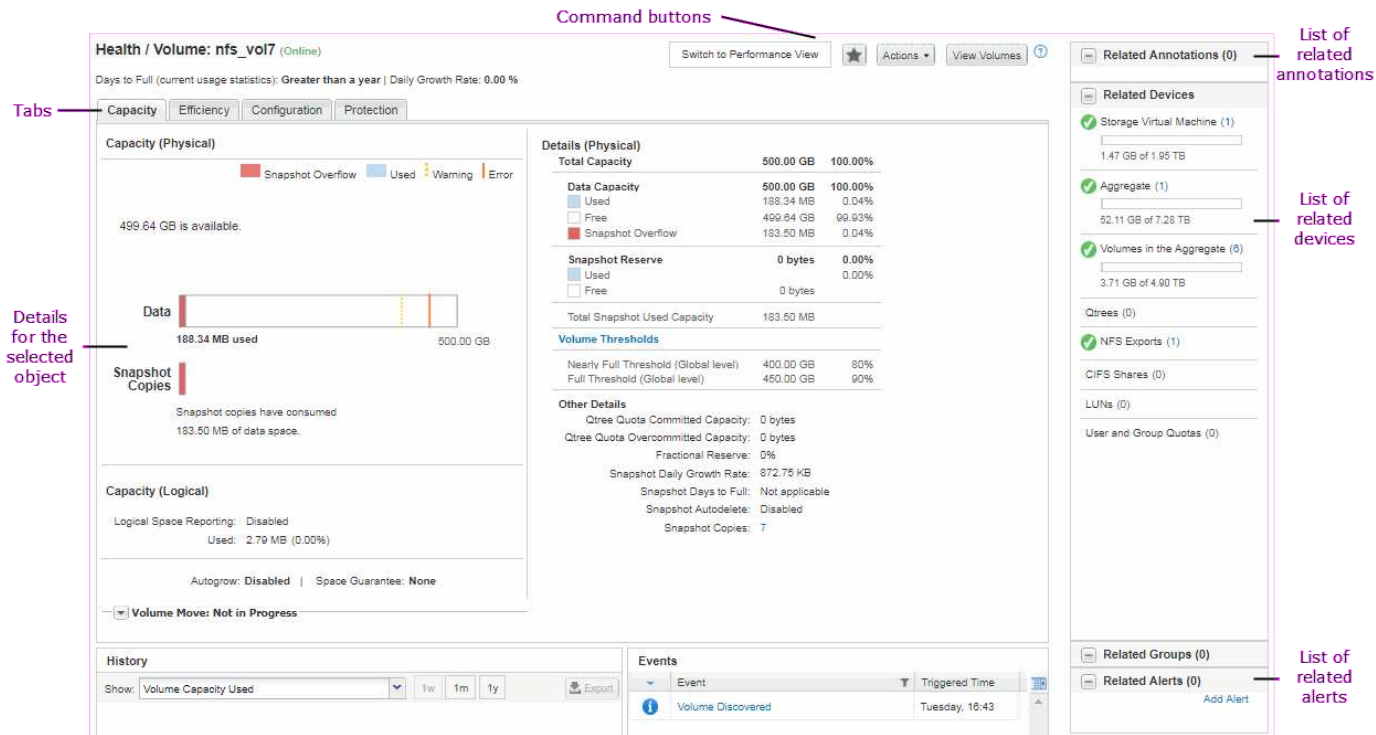 Command buttons
Health / Volume: nfs_vol7 (Online)
Switch to Performance View
Actions
View Volumes
?
Days to Full (current usage statistics): Greater than a year | Daily Growth Rate: 0.00 %
Tabs
Capacity
Efficiency
Configuration
Protection
Capacity (Physical)
Snapshot Overflow
Used
Warning
Error
499.64 GB is available.
Details for the selected object
Data
188.34 MB used
500.00 GB
Snapshot Copies
Snapshot copies have consumed
183.50 MB of data space.
Capacity (Logical)
Logical Space Reporting: Disabled
Used: 2.79 MB (0.00%)
Autogrow: Disabled | Space Guarantee: None
Volume Move: Not in Progress
Details (Physical)
Total Capacity 500.00 GB 100.00%
Data Capacity 500.00 GB 100.00%
Used 188.34 MB 0.04%
Free 499.64 GB 99.93%
Snapshot Overflow 183.50 MB 0.04%
Snapshot Reserve 0 bytes 0.00%
Used 0.00%
Free 0 bytes
Total Snapshot Used Capacity 183.50 MB
Volume Thresholds
Nearly Full Threshold (Global level) 400.00 GB 80%
Full Threshold (Global level) 450.00 GB 90%
Other Details
Qtree Quota Committed Capacity: 0 bytes
Qtree Quota Overcommitted Capacity: 0 bytes
Fractional Reserve: 0%
Snapshot Daily Growth Rate: 872.75 KB
Snapshot Days to Full: Not applicable
Snapshot Autodelete: Disabled
Snapshot Copies: 7
History
Show: Volume Capacity Used
1w
1m
1y
Export
Events
Event
Triggered Time
Volume Discovered
Tuesday, 16:43
Related Annotations (0)
List of related annotations
Related Devices
Storage Virtual Machine (1)
1.47 GB of 1.95 TB
Aggregate (1)
52.11 GB of 7.28 TB
List of related devices
Volumes in the Aggregate (6)
3.71 GB of 4.90 TB
Qtrees (0)
NFS Exports (1)
CIFS Shares (0)
LUNs (0)
User and Group Quotas (0)
Related Groups (0)
Related Alerts (0)
Add Alert
List of related alerts